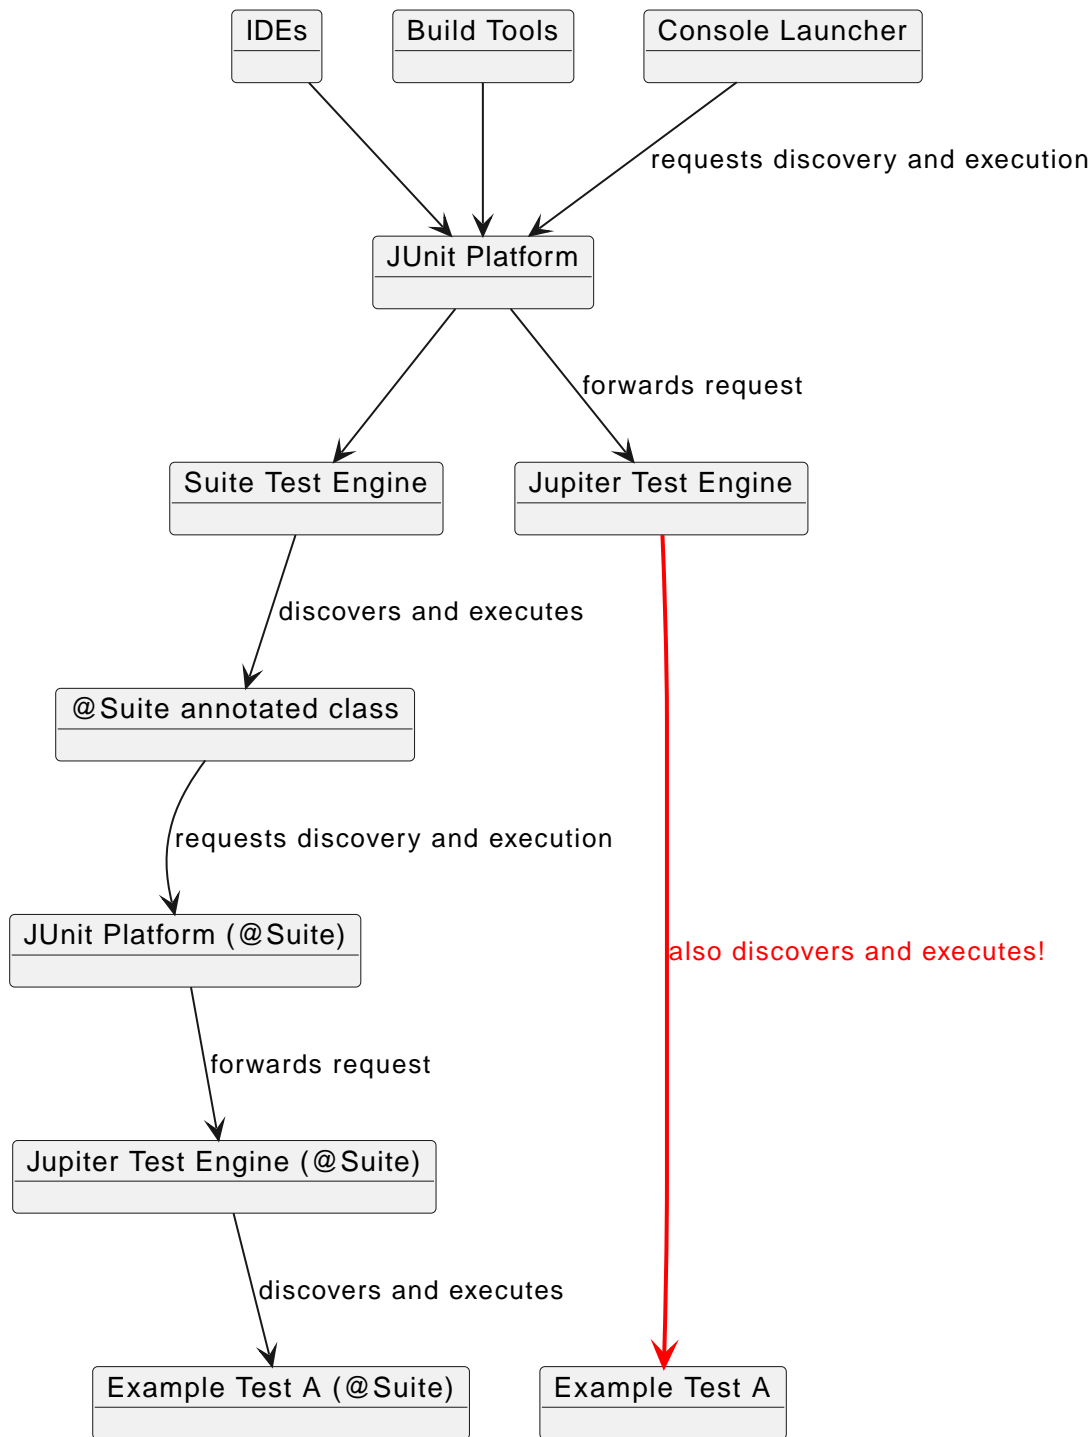 IDEs
Build Tools
Console Launcher
requests discovery and execution
JUnit Platform
forwards request
Suite Test Engine
Jupiter Test Engine
discovers and executes
@Suite annotated class
requests discovery and execution
JUnit Platform (@Suite)
also discovers and executes!
forwards request
Jupiter Test Engine (@Suite)
discovers and executes
Example Test A (@Suite)
Example Test A